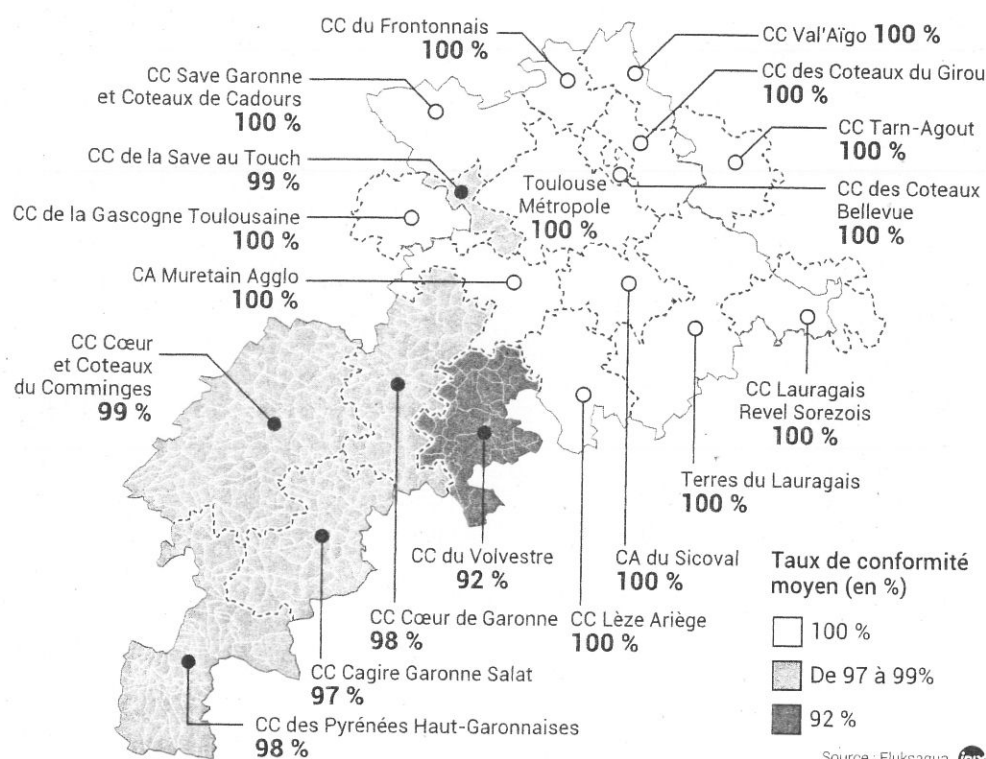 CC du Frontonnais
100 %
CC Val'Aïgo 100 %
CC Save Garonne
et Coteaux de Cadours
100 %
CC des Coteaux du Girou
100 %
CC Tarn-Agout
100 %
CC de la Save au Touch
99 %
Toulouse
Métropole
100 %
CC des Coteaux
Bellevue
100 %
CC de la Gascogne Toulousaine
100 %
CA Muretain Agglo
100 %
CC Cœur
et Coteaux
du Comminges
99 %
CC Lauragais
Revel Sorezois
100 %
Terres du Lauragais
100 %
CC du Volvestre
92 %
CA du Sicoval
100 %
CC Cœur de Garonne
98 %
CC Lèze Ariège
100 %
CC Cagire Garonne Salat
97 %
CC des Pyrénées Haut-Garonnaises
98 %
Taux de conformité
moyen (en %)
100 %
De 97 à 99%
92 %
Source : Fluksaqua